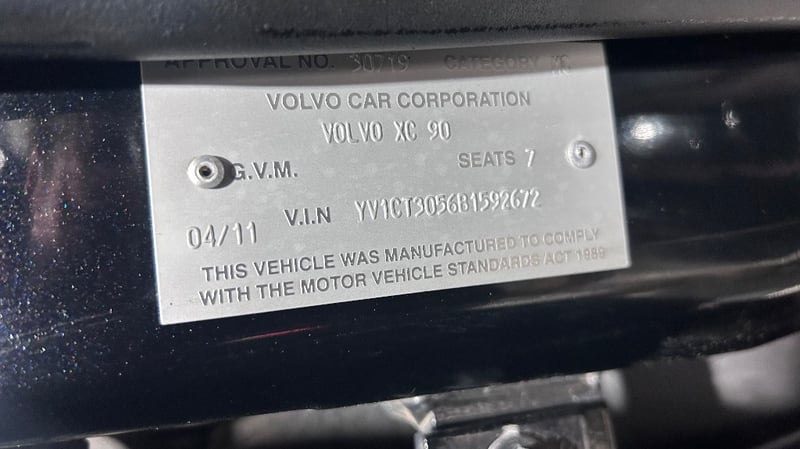 APPROVAL NO. 30719 CATEGORY MC
VOLVO CAR CORPORATION
VOLVO XC 90
G.V.M. SEATS 7
04/11 V.I.N YV1CT3056B1592672
THIS VEHICLE WAS MANUFACTURED TO COMPLY
WITH THE MOTOR VEHICLE STANDARDS ACT 1989